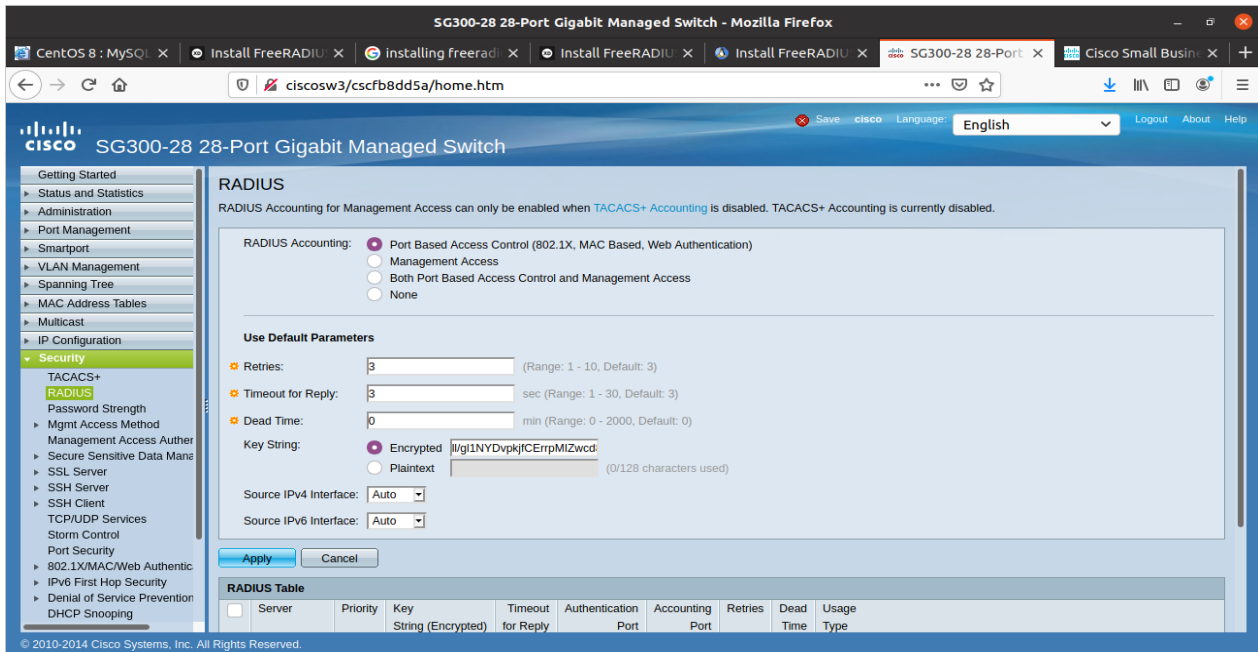 SG300-28 28-Port Gigabit Managed Switch - Mozilla Firefox
CentOS 8 : MySQL Install FreeRADIU installing freeradi Install FreeRADIU Install FreeRADIU SG300-28 28-Port Cisco Small Busine
ciscosw3/cscfb8dd5a/home.htm
Save cisco Language: English Logout About Help
CISCO SG300-28 28-Port Gigabit Managed Switch
Getting Started
Status and Statistics
Administration
Port Management
Smartport
VLAN Management
Spanning Tree
MAC Address Tables
Multicast
IP Configuration
Security
TACACS+
RADIUS
Password Strength
Mgmt Access Method
Management Access Auther
Secure Sensitive Data Mana
SSL Server
SSH Server
SSH Client
TCP/UDP Services
Storm Control
Port Security
802.1X/MAC/Web Authentic
IPv6 First Hop Security
Denial of Service Prevention
DHCP Snooping
RADIUS
RADIUS Accounting for Management Access can only be enabled when TACACS+ Accounting is disabled. TACACS+ Accounting is currently disabled.
RADIUS Accounting: Port Based Access Control (802.1X, MAC Based, Web Authentication)
Management Access
Both Port Based Access Control and Management Access
None
Use Default Parameters
Retries: 3 (Range: 1 - 10, Default: 3)
Timeout for Reply: 3 sec (Range: 1 - 30, Default: 3)
Dead Time: 0 min (Range: 0 - 2000, Default: 0)
Key String: Encrypted
Plaintext (0/128 characters used)
Source IPv4 Interface: Auto
Source IPv6 Interface: Auto
Apply Cancel
RADIUS Table
Server Priority Key Timeout Authentication Accounting Retries Dead Usage
String (Encrypted) for Reply Port Port Time Type
© 2010-2014 Cisco Systems, Inc. All Rights Reserved.